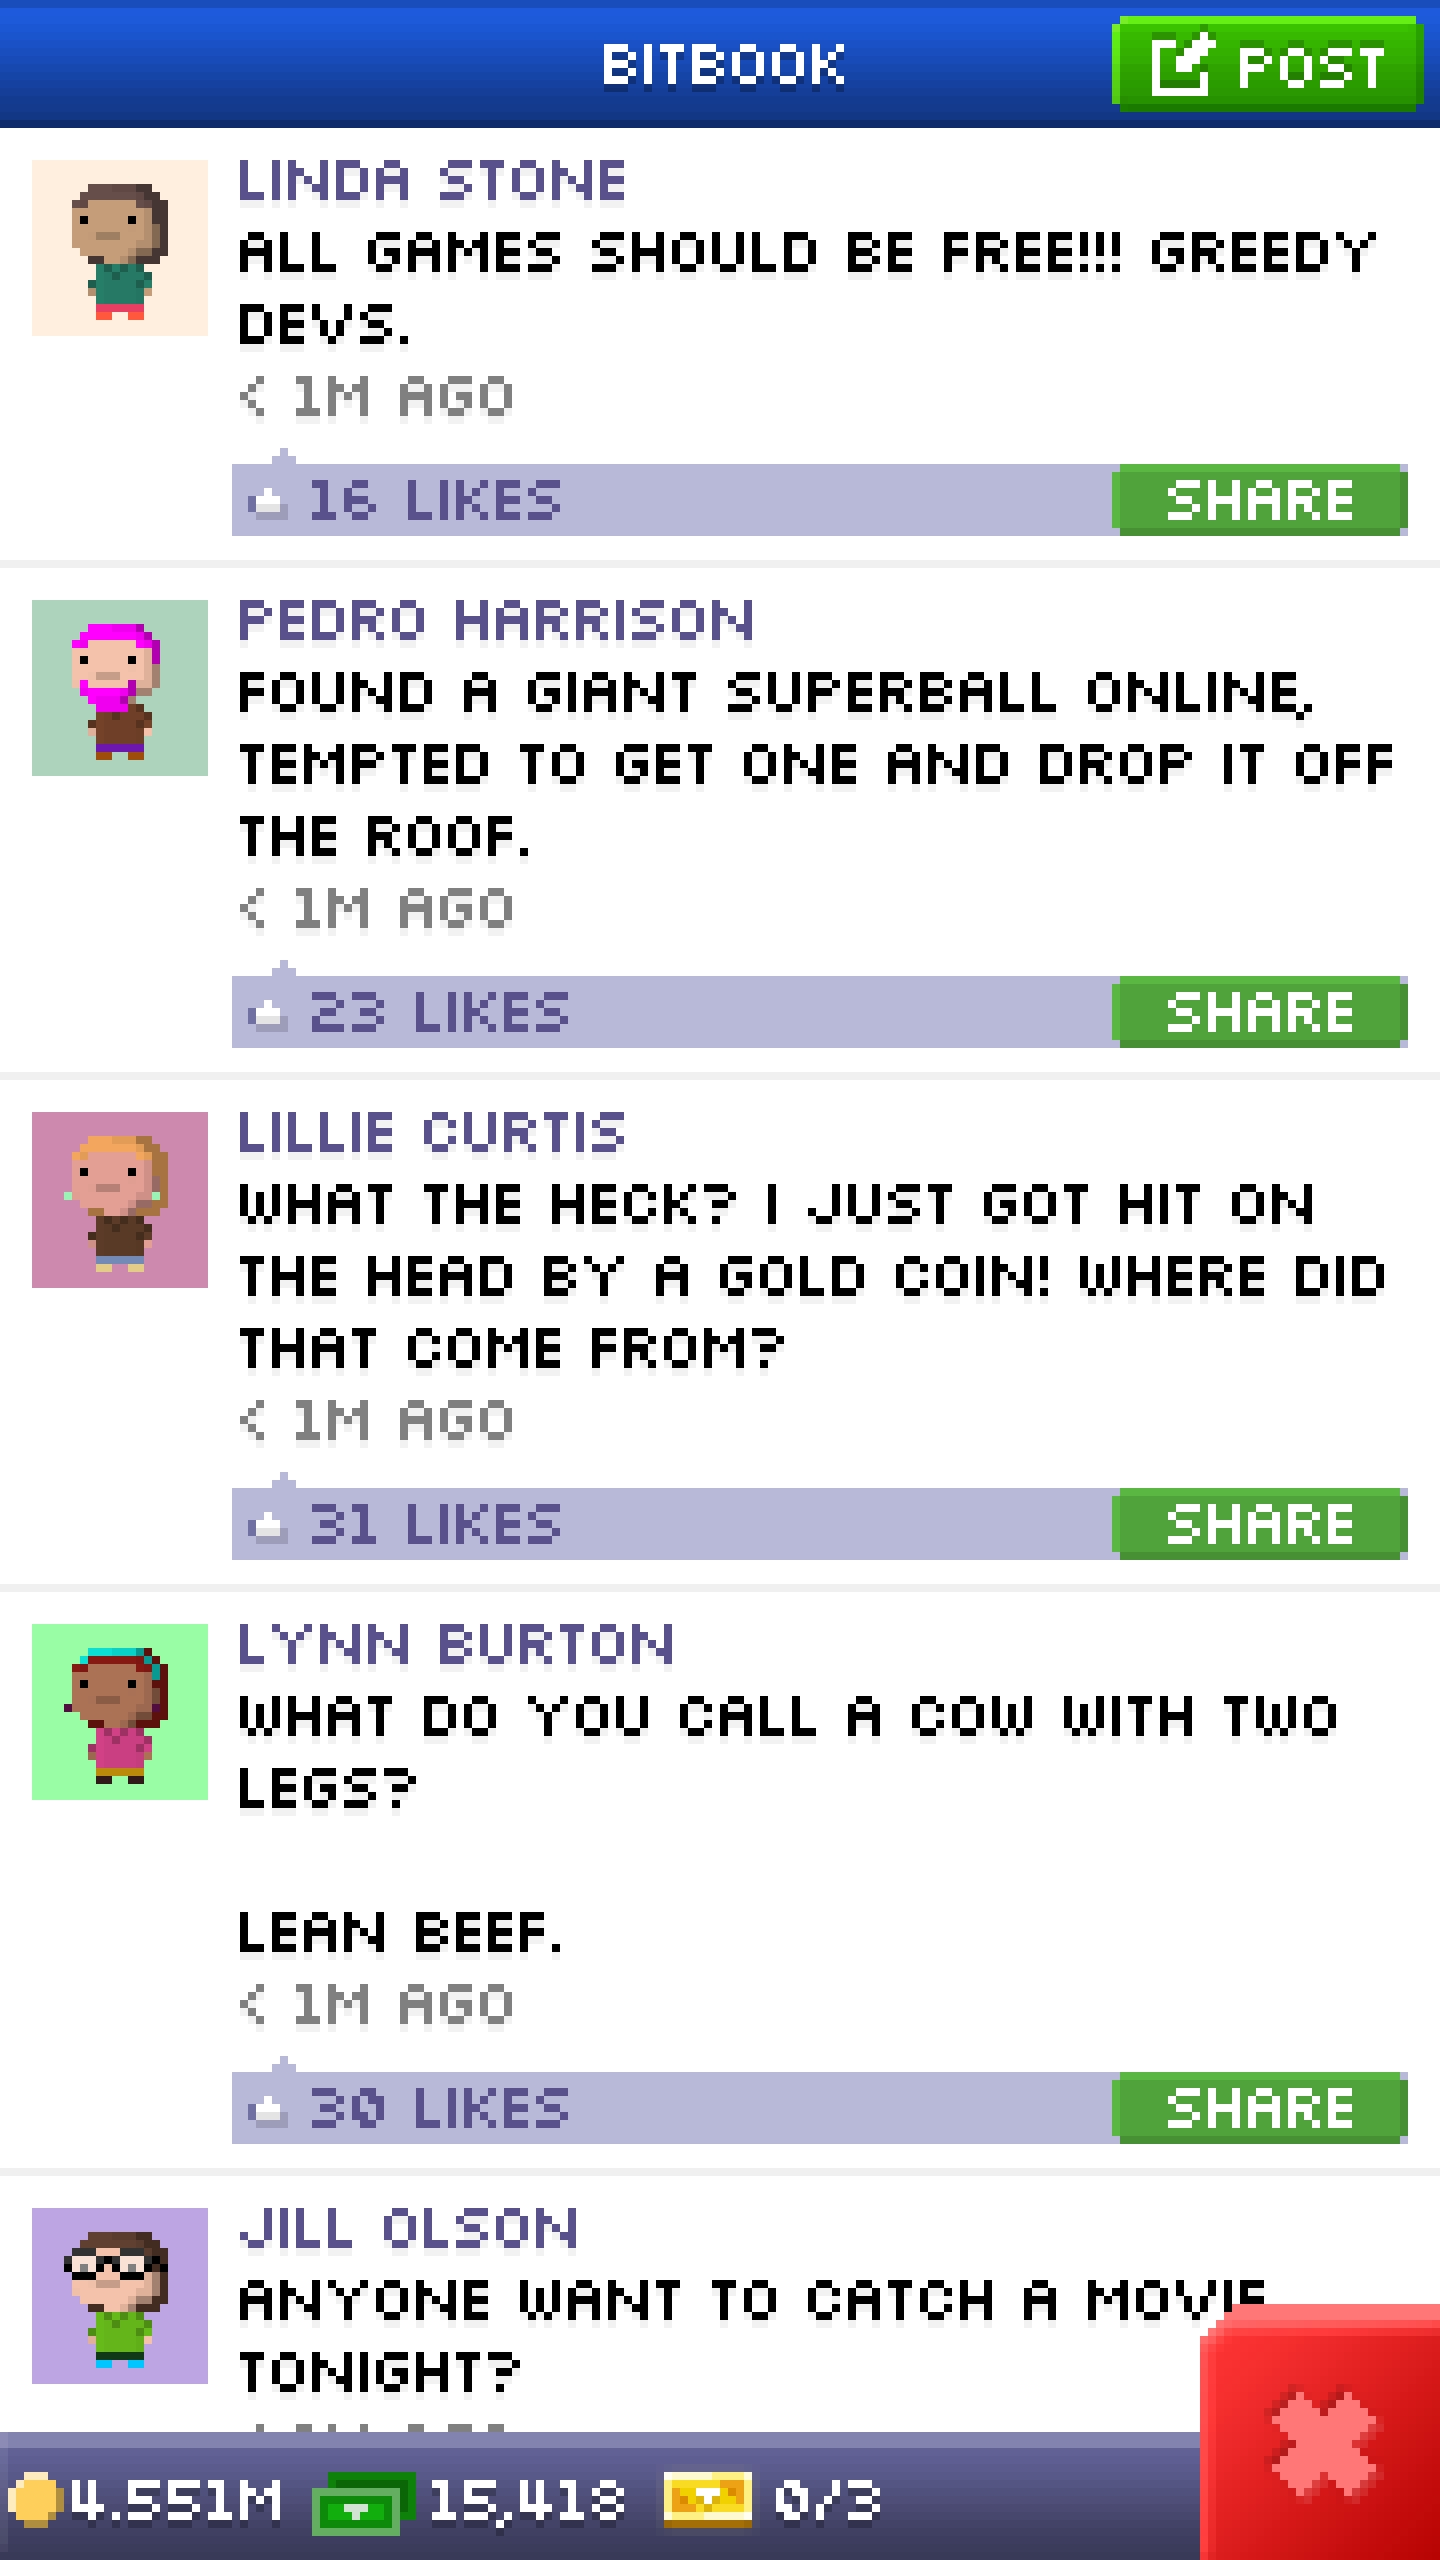 BITBOOK
POST
LINDA STONE
ALL GAMES SHOULD BE FREE!!! GREEDY
DEVS.
< 1M AGO
16 LIKES
SHARE
PEDRO HARRISON
FOUND A GIANT SUPERBALL ONLINE,
TEMPTED TO GET ONE AND DROP IT OFF
THE ROOF.
< 1M AGO
23 LIKES
SHARE
LILLIE CURTIS
WHAT THE HECK? I JUST GOT HIT ON
THE HEAD BY A GOLD COIN! WHERE DID
THAT COME FROM?
< 1M AGO
31 LIKES
SHARE
LYNN BURTON
WHAT DO YOU CALL A COW WITH TWO
LEGS?
LEAN BEEF.
< 1M AGO
30 LIKES
SHARE
JILL OLSON
ANYONE WANT TO CATCH A MOVIE
TONIGHT?
4.551M
15,418
0/3